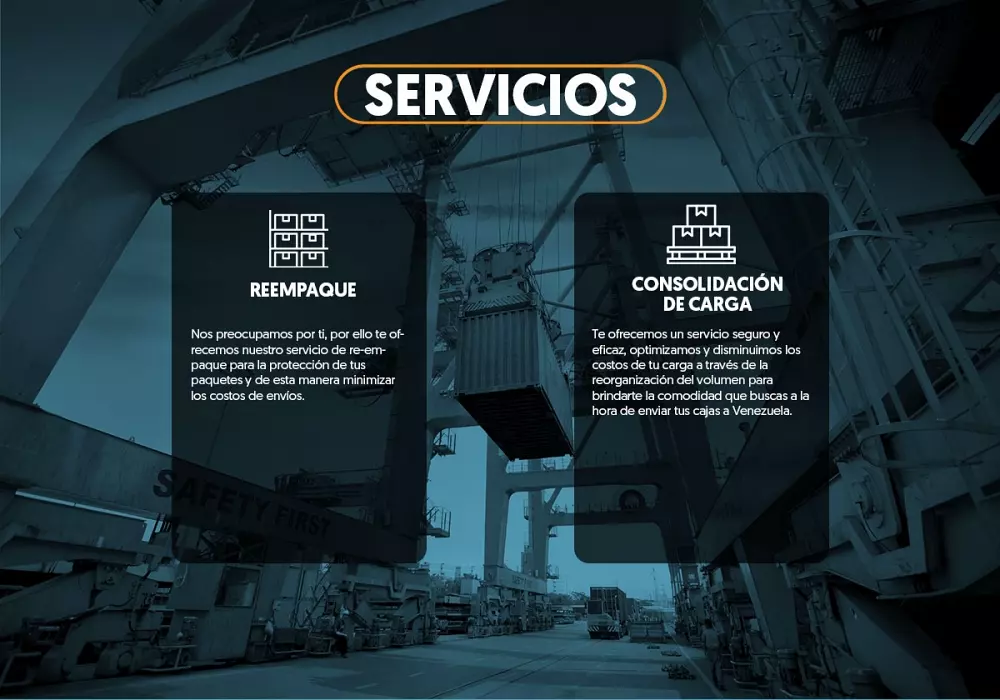 SERVICIOS
REEMPAQUE
Nos preocupamos por ti, por ello te of-
recemos nuestro servicio de re-em-
paque para la protección de tus
paquetes y de esta manera minimizar
los costos de envíos.
CONSOLIDACIÓN
DE CARGA
Te ofrecemos un servicio seguro y
eficaz, optimizamos y disminuimos los
costos de tu carga a través de la
reorganización del volumen para
brindarte la comodidad que buscas a la
hora de enviar tus cajas a Venezuela.
SAFETY FIRST